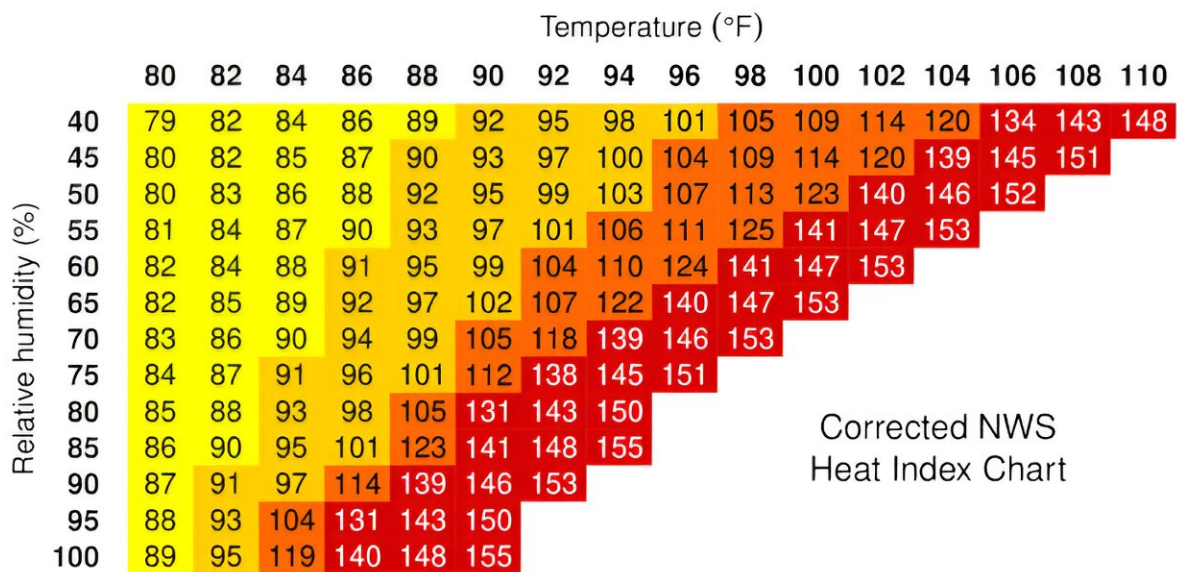 Temperature (°F)
80 82 84 86 88 90 92 94 96 98 100 102 104 106 108 110
Relative humidity (%)
40 79 82 84 86 89 92 95 98 101 105 109 114 120 134 143 148
45 80 82 85 87 90 93 97 100 104 109 114 120 139 145 151
50 80 83 86 88 92 95 99 103 107 113 123 140 146 152
55 81 84 87 90 93 97 101 106 111 125 141 147 153
60 82 84 88 91 95 99 104 110 124 141 147 153
65 82 85 89 92 97 102 107 122 140 147 153
70 83 86 90 94 99 105 118 139 146 153
75 84 87 91 96 101 112 138 145 151
80 85 88 93 98 105 131 143 150
85 86 90 95 101 123 141 148 155
90 87 91 97 114 139 146 153
95 88 93 104 131 143 150
100 89 95 119 140 148 155
Corrected NWS
Heat Index Chart